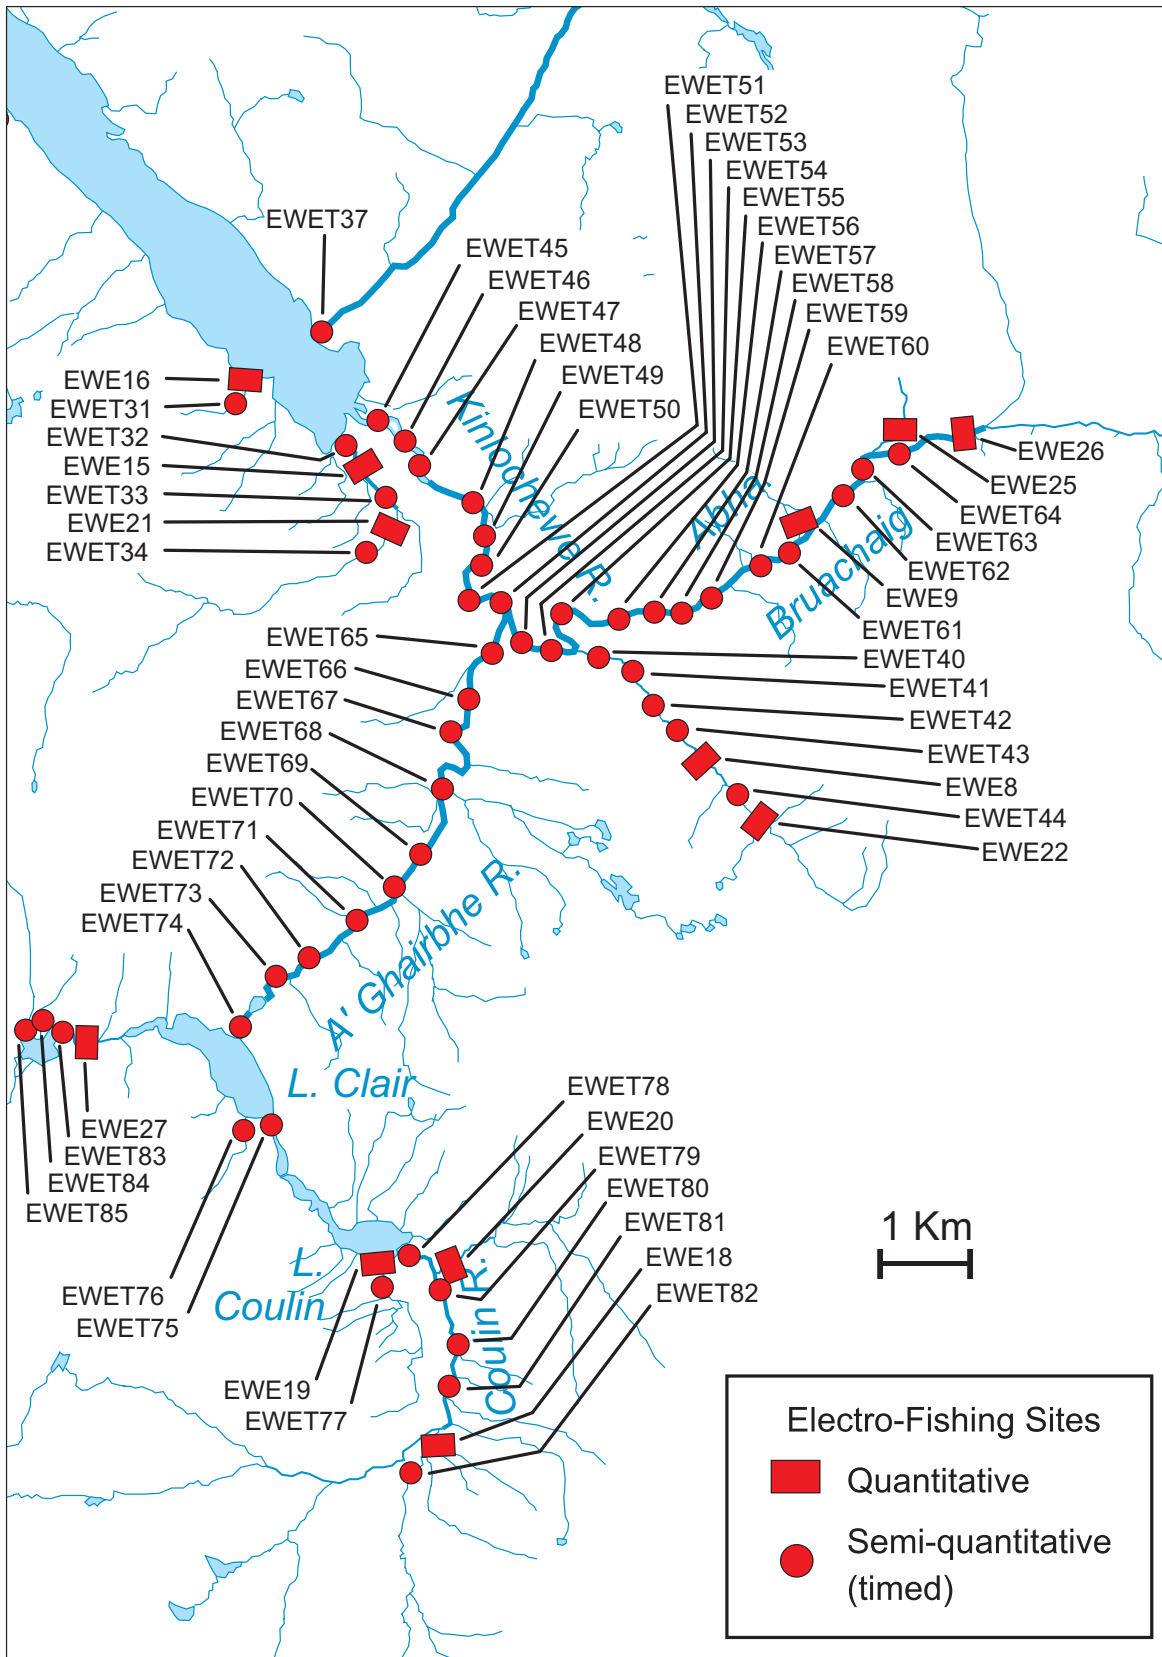 EWET51
EWET52
EWET53
EWET54
EWET55
EWET56
EWET57
EWET58
EWET59
EWET60
EWET37
EWET45
EWET46
EWET47
EWET48
EWET49
EWET50
EWE16
EWET31
EWET32
EWE15
EWET33
EWE21
EWET34
Kinlochewe R.
Abha
Bruachaig
EWE26
EWE25
EWET64
EWET63
EWET62
EWE9
EWET61
EWET40
EWET41
EWET42
EWET43
EWE8
EWET44
EWE22
EWET65
EWET66
EWET67
EWET68
EWET69
EWET70
EWET71
EWET72
EWET73
EWET74
A' Ghairbhe R.
L. Clair
EWE27
EWET83
EWET84
EWET85
EWET76
EWET75
EWET78
EWE20
EWET79
EWET80
EWET81
EWE18
EWET82
L.
Coulin
Coulin R.
EWE19
EWET77
1 Km
Electro-Fishing Sites
Quantitative
Semi-quantitative
(timed)